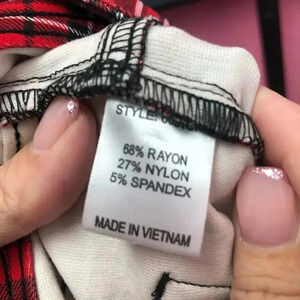 STYLE:
68% RAYON
27% NYLON
5% SPANDEX
MADE IN VIETNAM